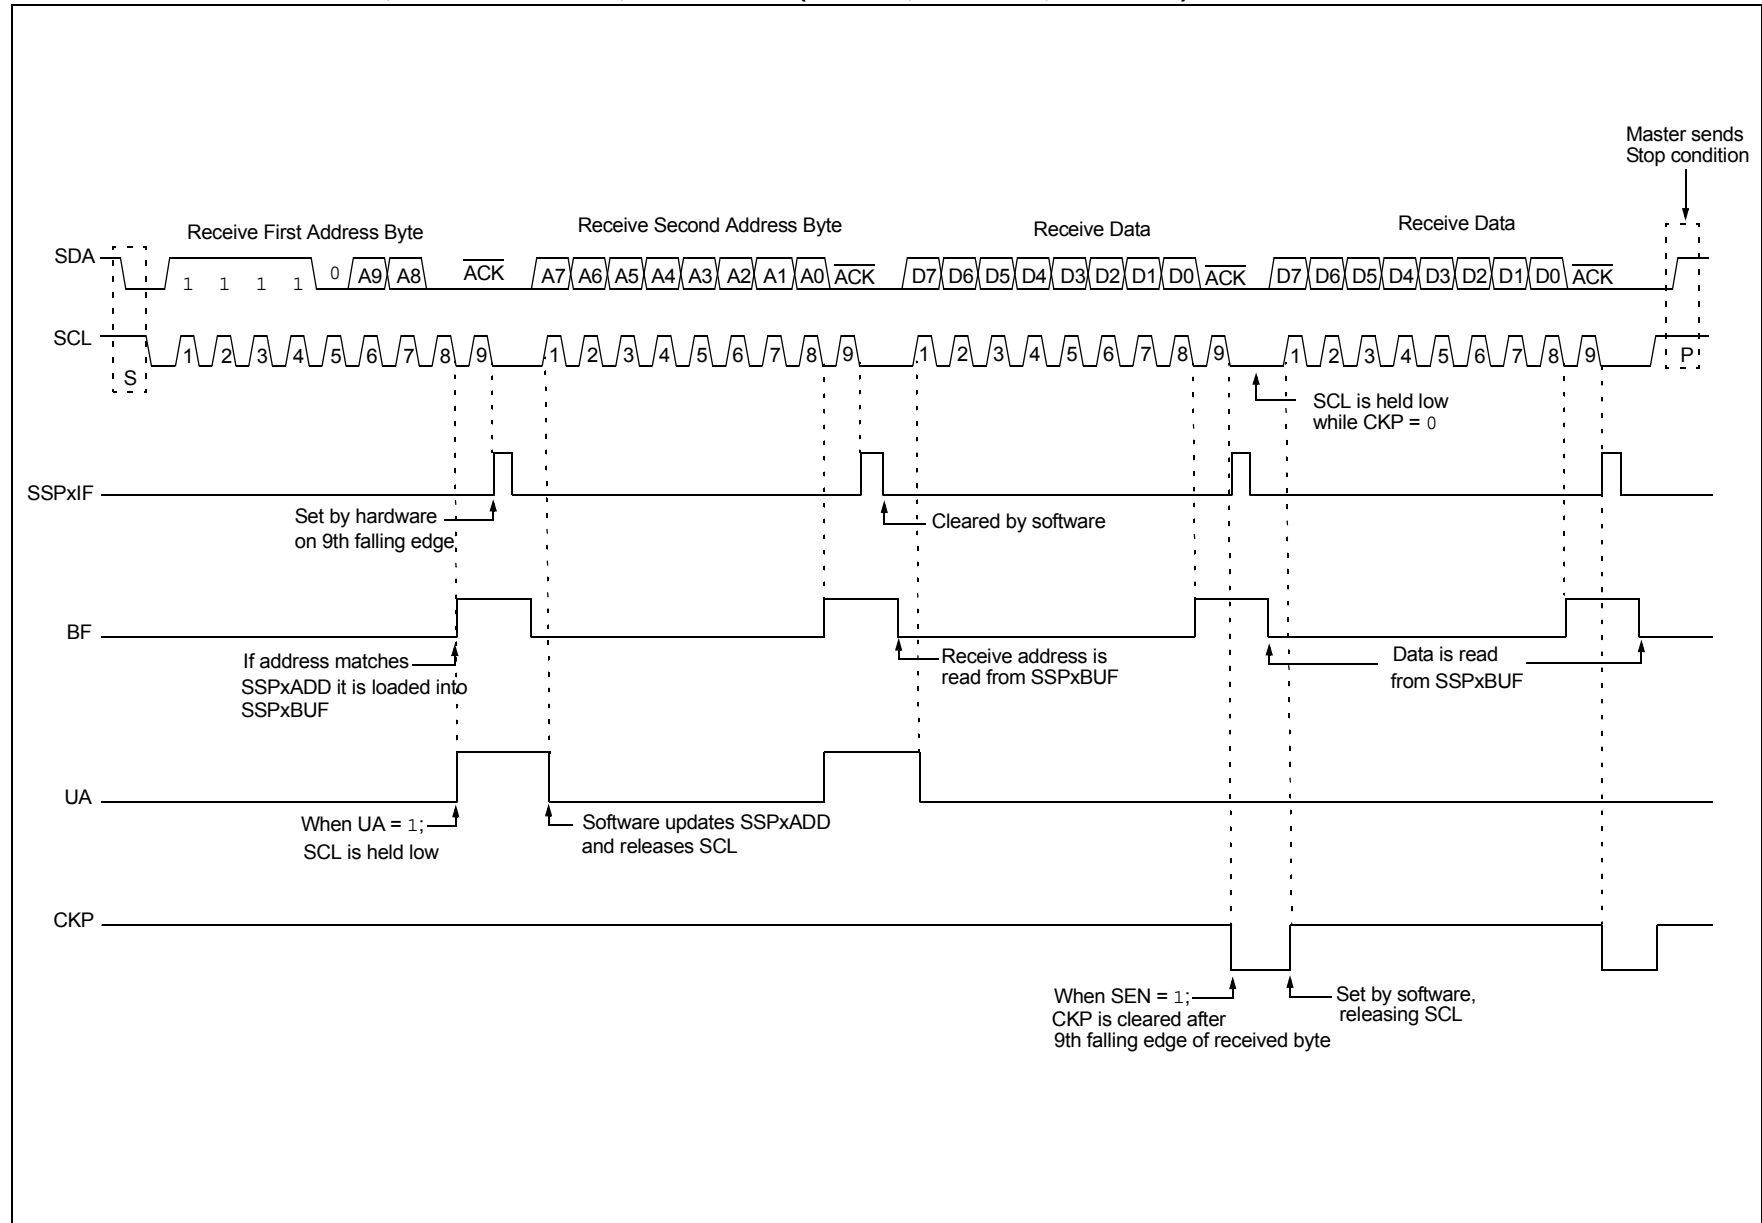 Master sends
Stop condition
Receive First Address Byte
Receive Second Address Byte
Receive Data
Receive Data
SDA
1 1 1 1 0 A9 A8 ACK A7 A6 A5 A4 A3 A2 A1 A0 ACK D7 D6 D5 D4 D3 D2 D1 D0 ACK D7 D6 D5 D4 D3 D2 D1 D0 ACK
SCL
S 1 2 3 4 5 6 7 8 9 1 2 3 4 5 6 7 8 9 1 2 3 4 5 6 7 8 9 1 2 3 4 5 6 7 8 9 P
SCL is held low
while CKP = 0
SSPxIF
Set by hardware
on 9th falling edge
Cleared by software
BF
If address matches
SSPxADD it is loaded into
SSPxBUF
Receive address is
read from SSPxBUF
Data is read
from SSPxBUF
UA
When UA = 1;
SCL is held low
Software updates SSPxADD
and releases SCL
CKP
When SEN = 1;
CKP is cleared after
9th falling edge of received byte
Set by software,
releasing SCL